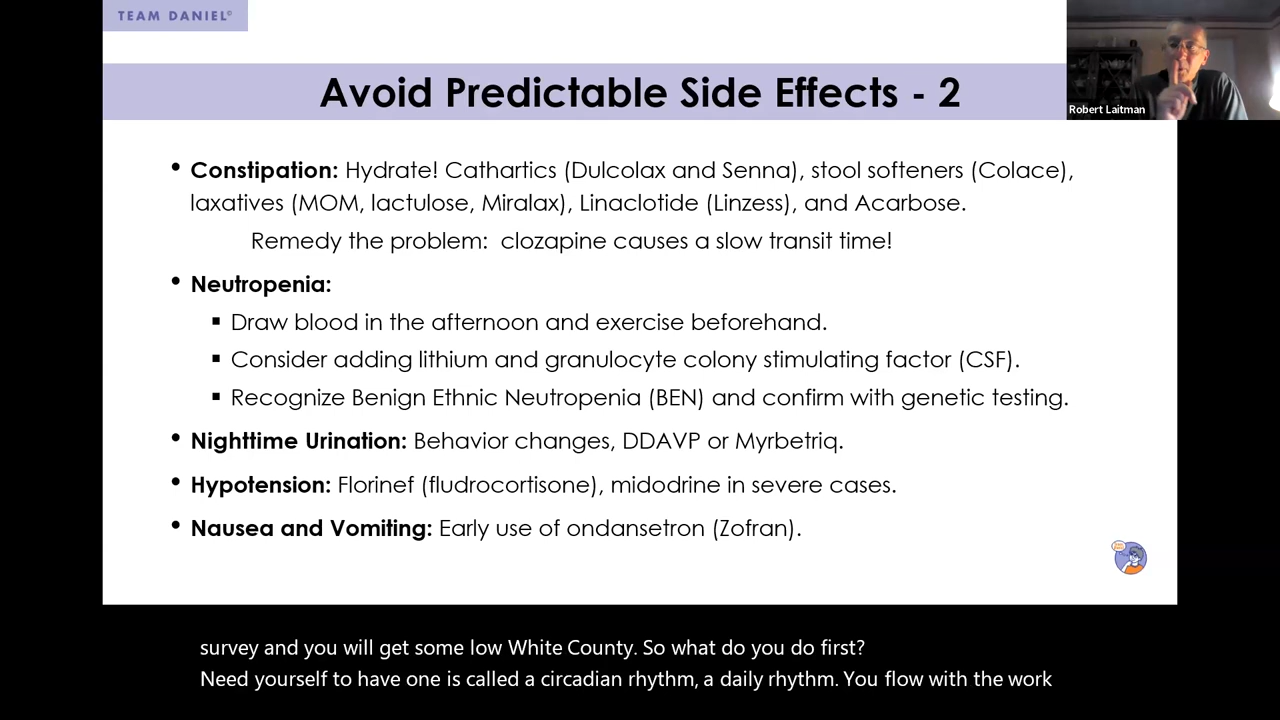 TEAM DANIEL©
Avoid Predictable Side Effects - 2
Robert Laitman
• Constipation: Hydrate! Cathartics (Dulcolax and Senna), stool softeners (Colace),
laxatives (MOM, lactulose, Miralax), Linaclotide (Linzess), and Acarbose.
Remedy the problem: clozapine causes a slow transit time!
• Neutropenia:
▪ Draw blood in the afternoon and exercise beforehand.
▪ Consider adding lithium and granulocyte colony stimulating factor (CSF).
▪ Recognize Benign Ethnic Neutropenia (BEN) and confirm with genetic testing.
• Nighttime Urination: Behavior changes, DDAVP or Myrbetriq.
• Hypotension: Florinef (fludrocortisone), midodrine in severe cases.
• Nausea and Vomiting: Early use of ondansetron (Zofran).
survey and you will get some low White County. So what do you do first?
Need yourself to have one is called a circadian rhythm, a daily rhythm. You flow with the work